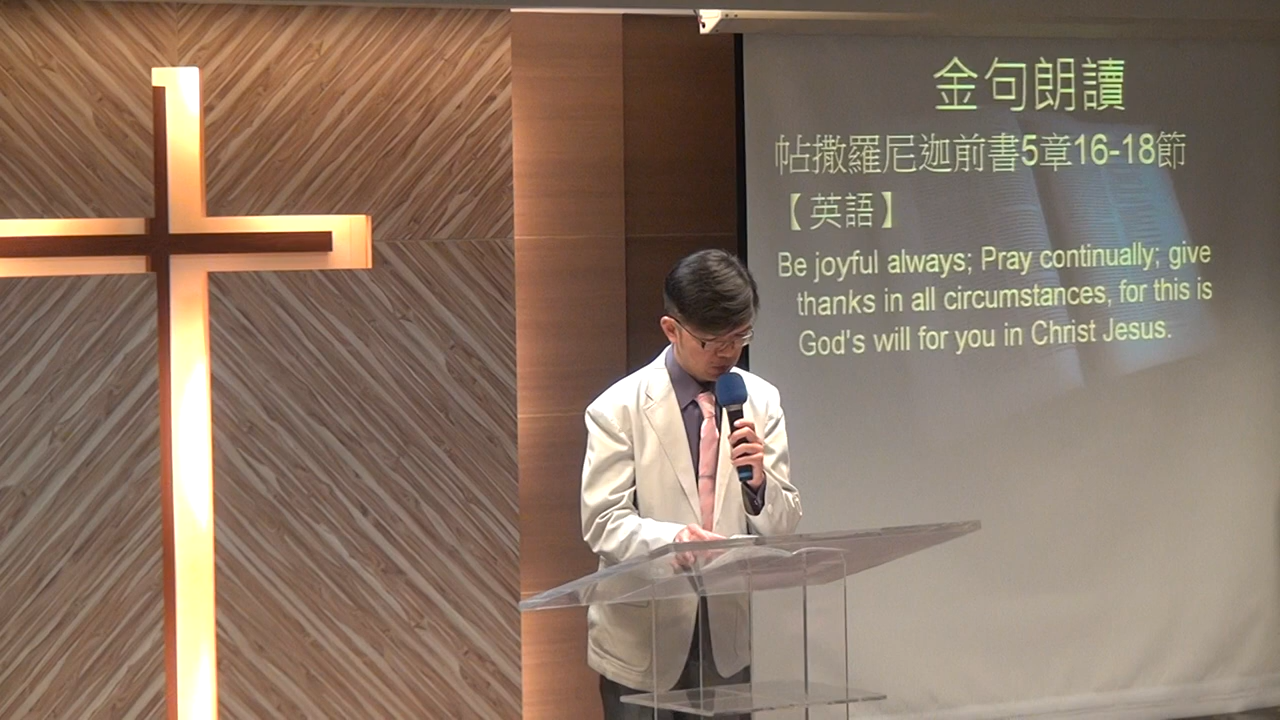 金句朗讀
帖撒羅尼迦前書5章16-18節
【英語】
Be joyful always; Pray continually; give
thanks in all circumstances, for this is
God's will for you in Christ Jesus.